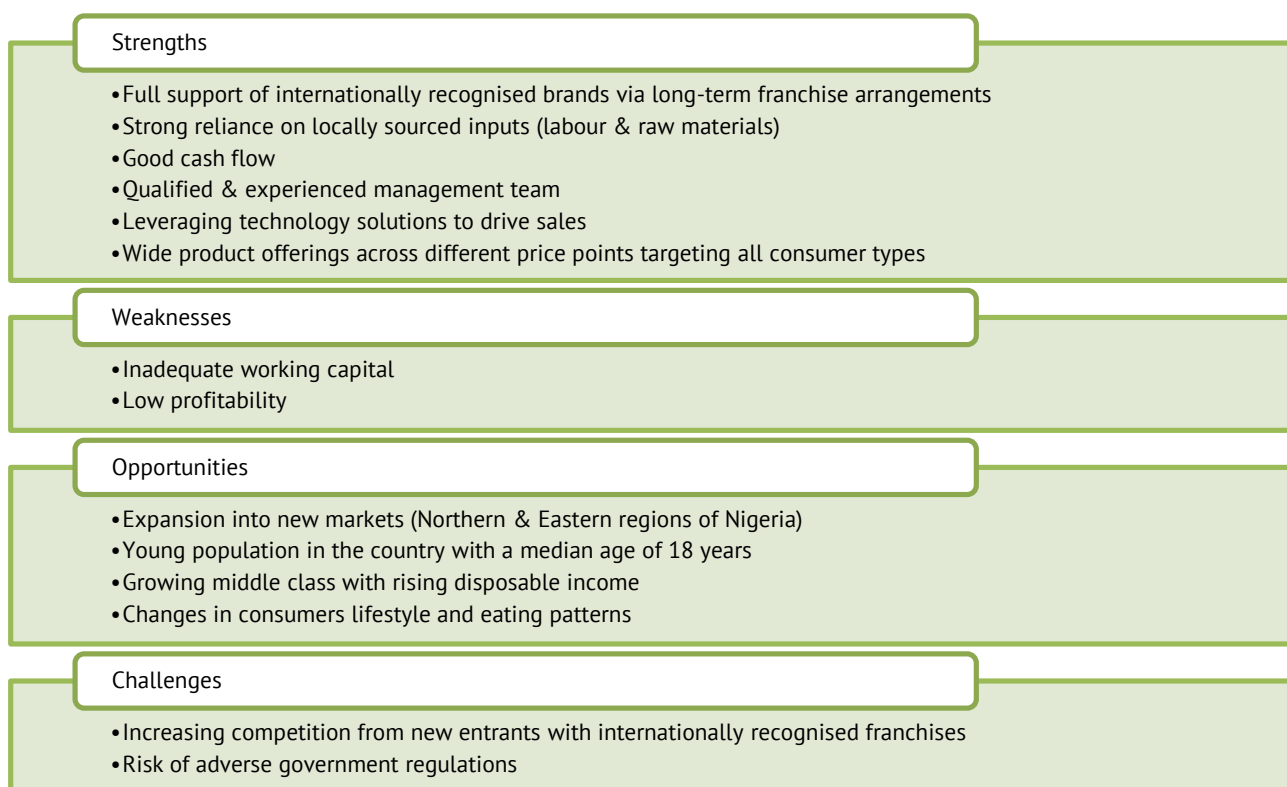 Strengths
•Full support of internationally recognised brands via long-term franchise arrangements
•Strong reliance on locally sourced inputs (labour & raw materials)
•Good cash flow
•Qualified & experienced management team
•Leveraging technology solutions to drive sales
•Wide product offerings across different price points targeting all consumer types
Weaknesses
•Inadequate working capital
•Low profitability
Opportunities
•Expansion into new markets (Northern & Eastern regions of Nigeria)
•Young population in the country with a median age of 18 years
•Growing middle class with rising disposable income
•Changes in consumers lifestyle and eating patterns
Challenges
•Increasing competition from new entrants with internationally recognised franchises
•Risk of adverse government regulations